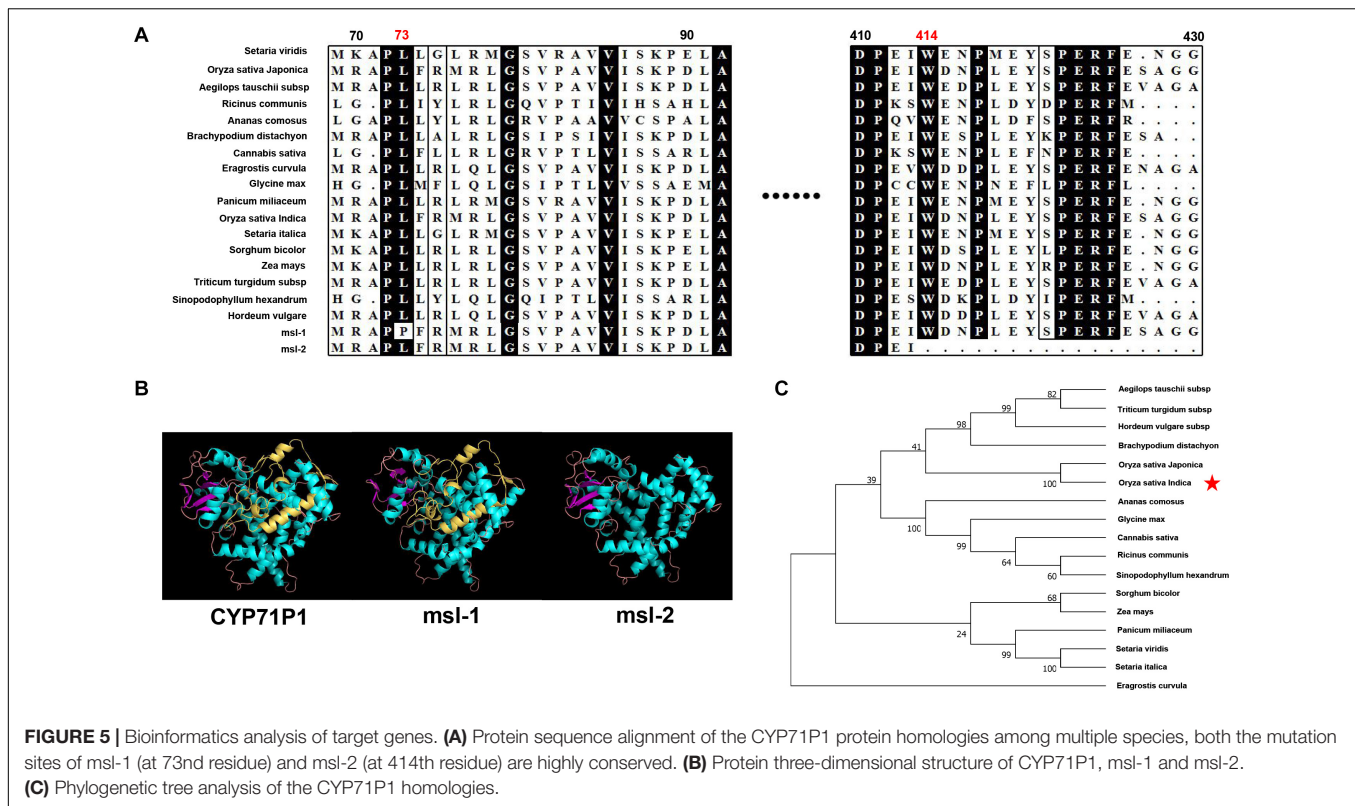 A
70 73 90 410 414 430
Setaria viridis M K A P L L G L R M G S V R A V V I S K P E L A D P E I W E N P M E Y S P E R F E . N G G
Oryza sativa Japonica M R A P L F R M R L G S V P A V V I S K P D L A D P E I W D N P L E Y S P E R F E S A G G
Aegilops tauschii subsp M R A P L L R L R L G S V P A V V I S K P D L A D P E I W E D P L E Y S P E R F E V A G A
Ricinus communis L G . P L I Y L R L G Q V P T I V I H S A H L A D P K S W E N P L D Y D P E R F M . . . .
Ananas comosus L G A P L L Y L R L G R V P A A V V C S P A L A D P Q V W E N P L D F S P E R F R . . . .
Brachypodium distachyon M R A P L L A L R L G S I P S I V I S K P D L A D P E I W E S P L E Y K P E R F E S A . .
Cannabis sativa L G . P L F L L R L G R V P T L V I S S A R L A D P K S W E N P L E F N P E R F E . . . .
Eragrostis curvula M R A P L L R L Q L G S V P A V V I S K P D L A D P E V W D D P L E Y S P E R F E N A G A
Glycine max H G . P L M F L Q L G S I P T L V V S S A E M A D P C C W E N P N E F L P E R F L . . . .
Panicum miliaceum M R A P L L R L R M G S V R A V V I S K P E L A D P E I W E N P M E Y S P E R F E . N G G
Oryza sativa Indica M R A P L F R M R L G S V P A V V I S K P D L A D P E I W D N P L E Y S P E R F E S A G G
Setaria italica M K A P L L G L R M G S V P A V V I S K P E L A D P E I W E N P M E Y S P E R F E . N G G
Sorghum bicolor M K A P L L R L R L G S V P A V V I S K P E L A D P E I W D S P L E Y L P E R F E . N G G
Zea mays M K A P L L R L R L G S V P A V V I S K P E L A D P E I W D N P L E Y R P E R F E . N G G
Triticum turgidum subsp M R A P L L R L R L G S V P A V V I S K P D L A D P E I W E D P L E Y S P E R F E V A G A
Sinopodophyllum hexandrum H G . P L L Y L Q L G Q I P T L V I S S A R L A D P E S W D K P L D Y I P E R F M . . . .
Hordeum vulgare M R A P L L R L Q L G S V P A V V I S K P D L A D P E I W D D P L E Y S P E R F E V A G A
msl-1 M R A P P F R M R L G S V P A V V I S K P D L A D P E I W D N P L E Y S P E R F E S A G G
msl-2 M R A P L F R M R L G S V P A V V I S K P D L A D P E I . . . . . . . . . . . . . . . . .
B
CYP71P1 msl-1 msl-2
C
Aegilops tauschii subsp
82
Triticum turgidum subsp
99
Hordeum vulgare subsp
98
Brachypodium distachyon
41
Oryza sativa Japonica
Oryza sativa Indica
100
39
Ananas comosus
Glycine max
100
Cannabis sativa
99
Ricinus communis
64
Sinopodophyllum hexandrum
60
Sorghum bicolor
68
Zea mays
Panicum miliaceum
24
Setaria viridis
99
Setaria italica
100
Eragrostis curvula
FIGURE 5 | Bioinformatics analysis of target genes. (A) Protein sequence alignment of the CYP71P1 protein homologies among multiple species, both the mutation
sites of msl-1 (at 73nd residue) and msl-2 (at 414th residue) are highly conserved. (B) Protein three-dimensional structure of CYP71P1, msl-1 and msl-2.
(C) Phylogenetic tree analysis of the CYP71P1 homologies.